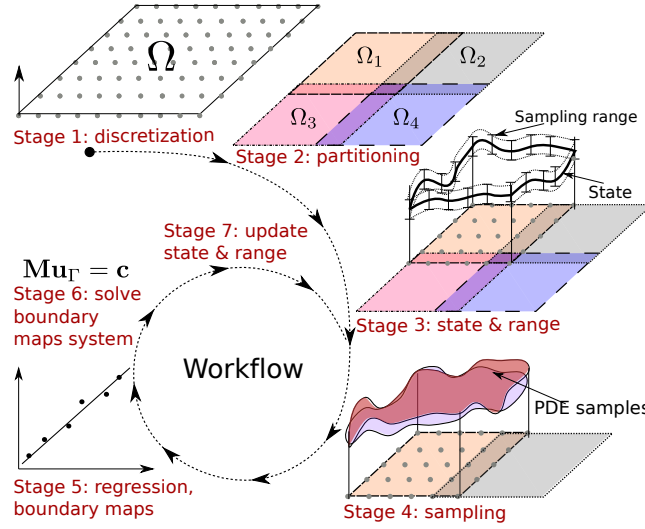 Ω
Stage 1: discretization
Ω1
Ω2
Ω3
Ω4
Stage 2: partitioning
Sampling range
State
Stage 3: state & range
Stage 7: update
state & range
MuΓ = c
Stage 6: solve
boundary
maps system
Workflow
PDE samples
Stage 4: sampling
Stage 5: regression,
boundary maps